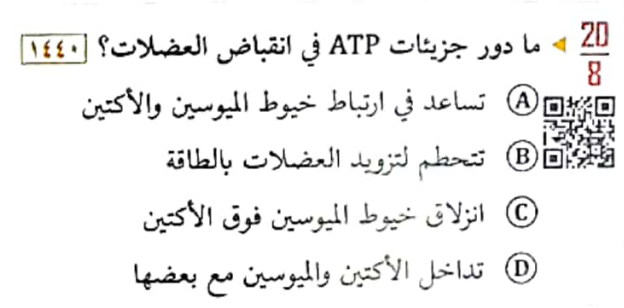 20/8 ◄ ما دور جزيئات ATP في انقباض العضلات؟ ١٤٤٠
A تساعد في ارتباط خيوط الميوسين والأكتين
B تتحطم لتزويد العضلات بالطاقة
C انزلاق خيوط الميوسين فوق الأكتين
D تداخل الأكتين والميوسين مع بعضها